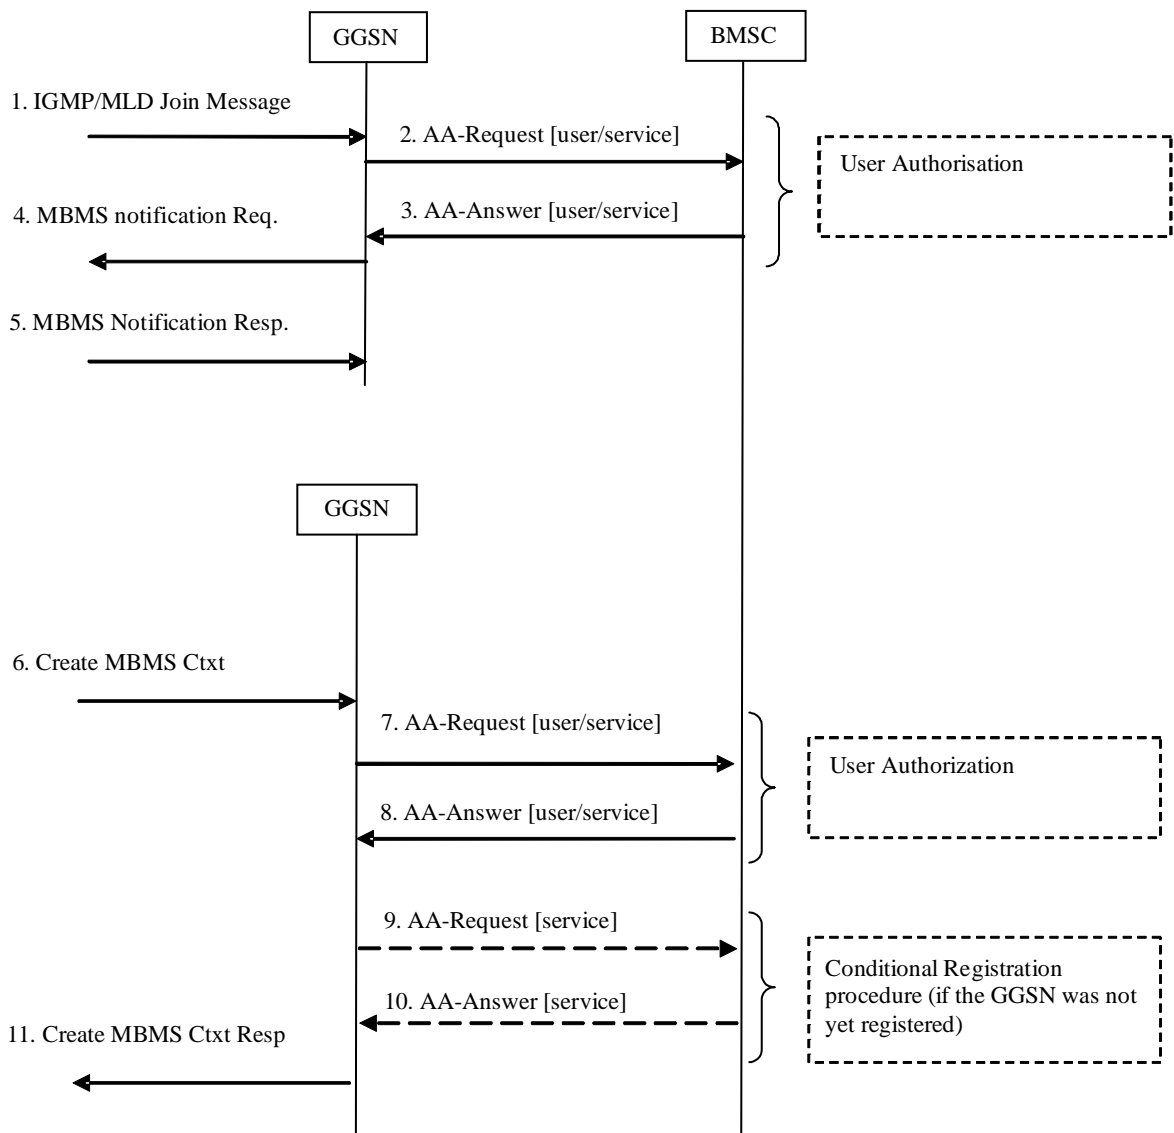 GGSN
BMSC
1. IGMP/MLD Join Message
2. AA-Request [user/service]
User Authorisation
3. AA-Answer [user/service]
4. MBMS notification Req.
5. MBMS Notification Resp.
GGSN
6. Create MBMS Ctxt
7. AA-Request [user/service]
User Authorization
8. AA-Answer [user/service]
9. AA-Request [service]
Conditional Registration
procedure (if the GGSN was not
yet registered)
10. AA-Answer [service]
11. Create MBMS Ctxt Resp